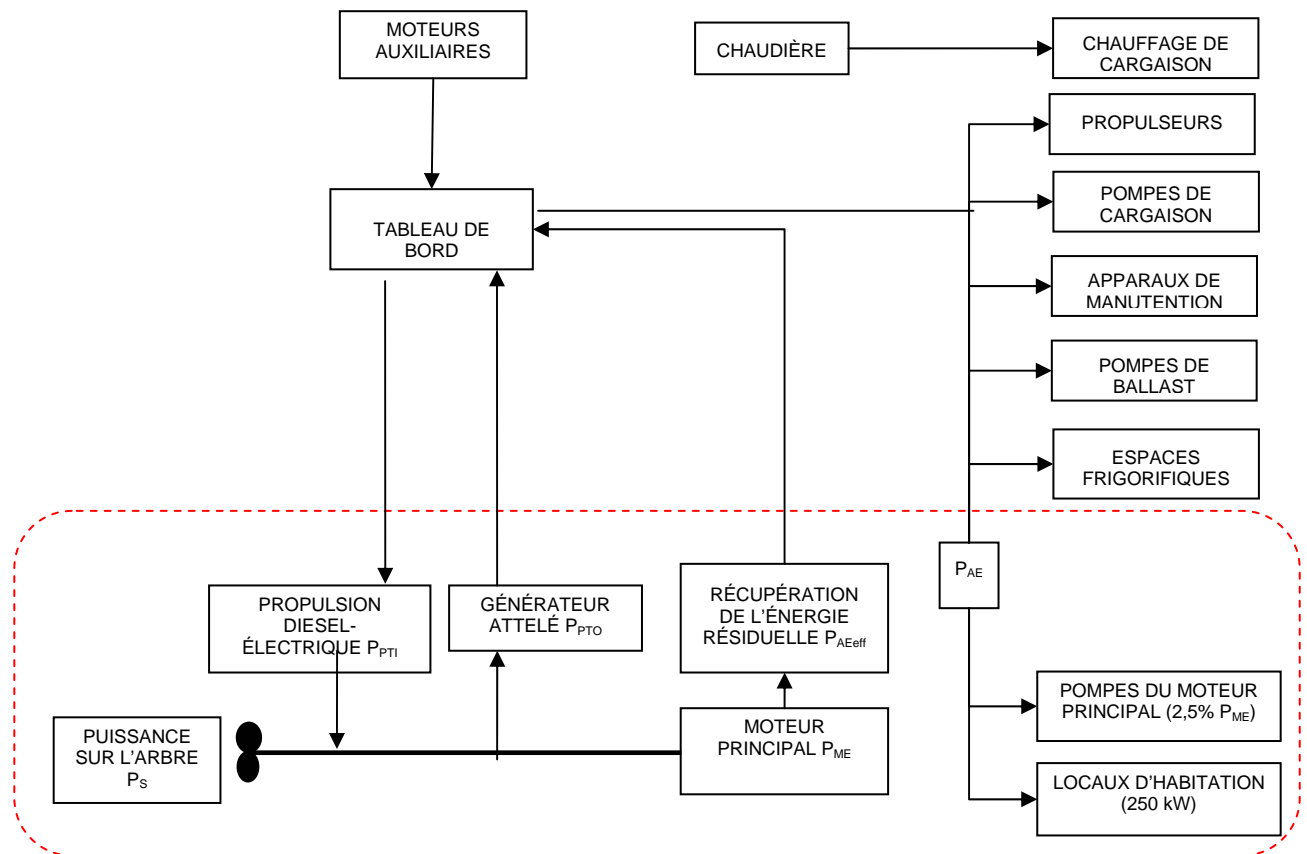 MOTEURS
AUXILIAIRES
CHAUDIÈRE
CHAUFFAGE DE
CARGAISON
PROPULSEURS
POMPES DE
CARGAISON
TABLEAU DE
BORD
APPARAUX DE
MANUTENTION
POMPES DE
BALLAST
ESPACES
FRIGORIFIQUES
PROPULSION
DIESEL-
ÉLECTRIQUE PPTI
GÉNÉRATEUR
ATTELÉ PPTO
RÉCUPÉRATION
DE L'ÉNERGIE
RÉSIDUELLE PAEeff
PAE
PUISSANCE
SUR L'ARBRE
PS
MOTEUR
PRINCIPAL PME
POMPES DU MOTEUR
PRINCIPAL (2,5% PME)
LOCAUX D'HABITATION
(250 kW)